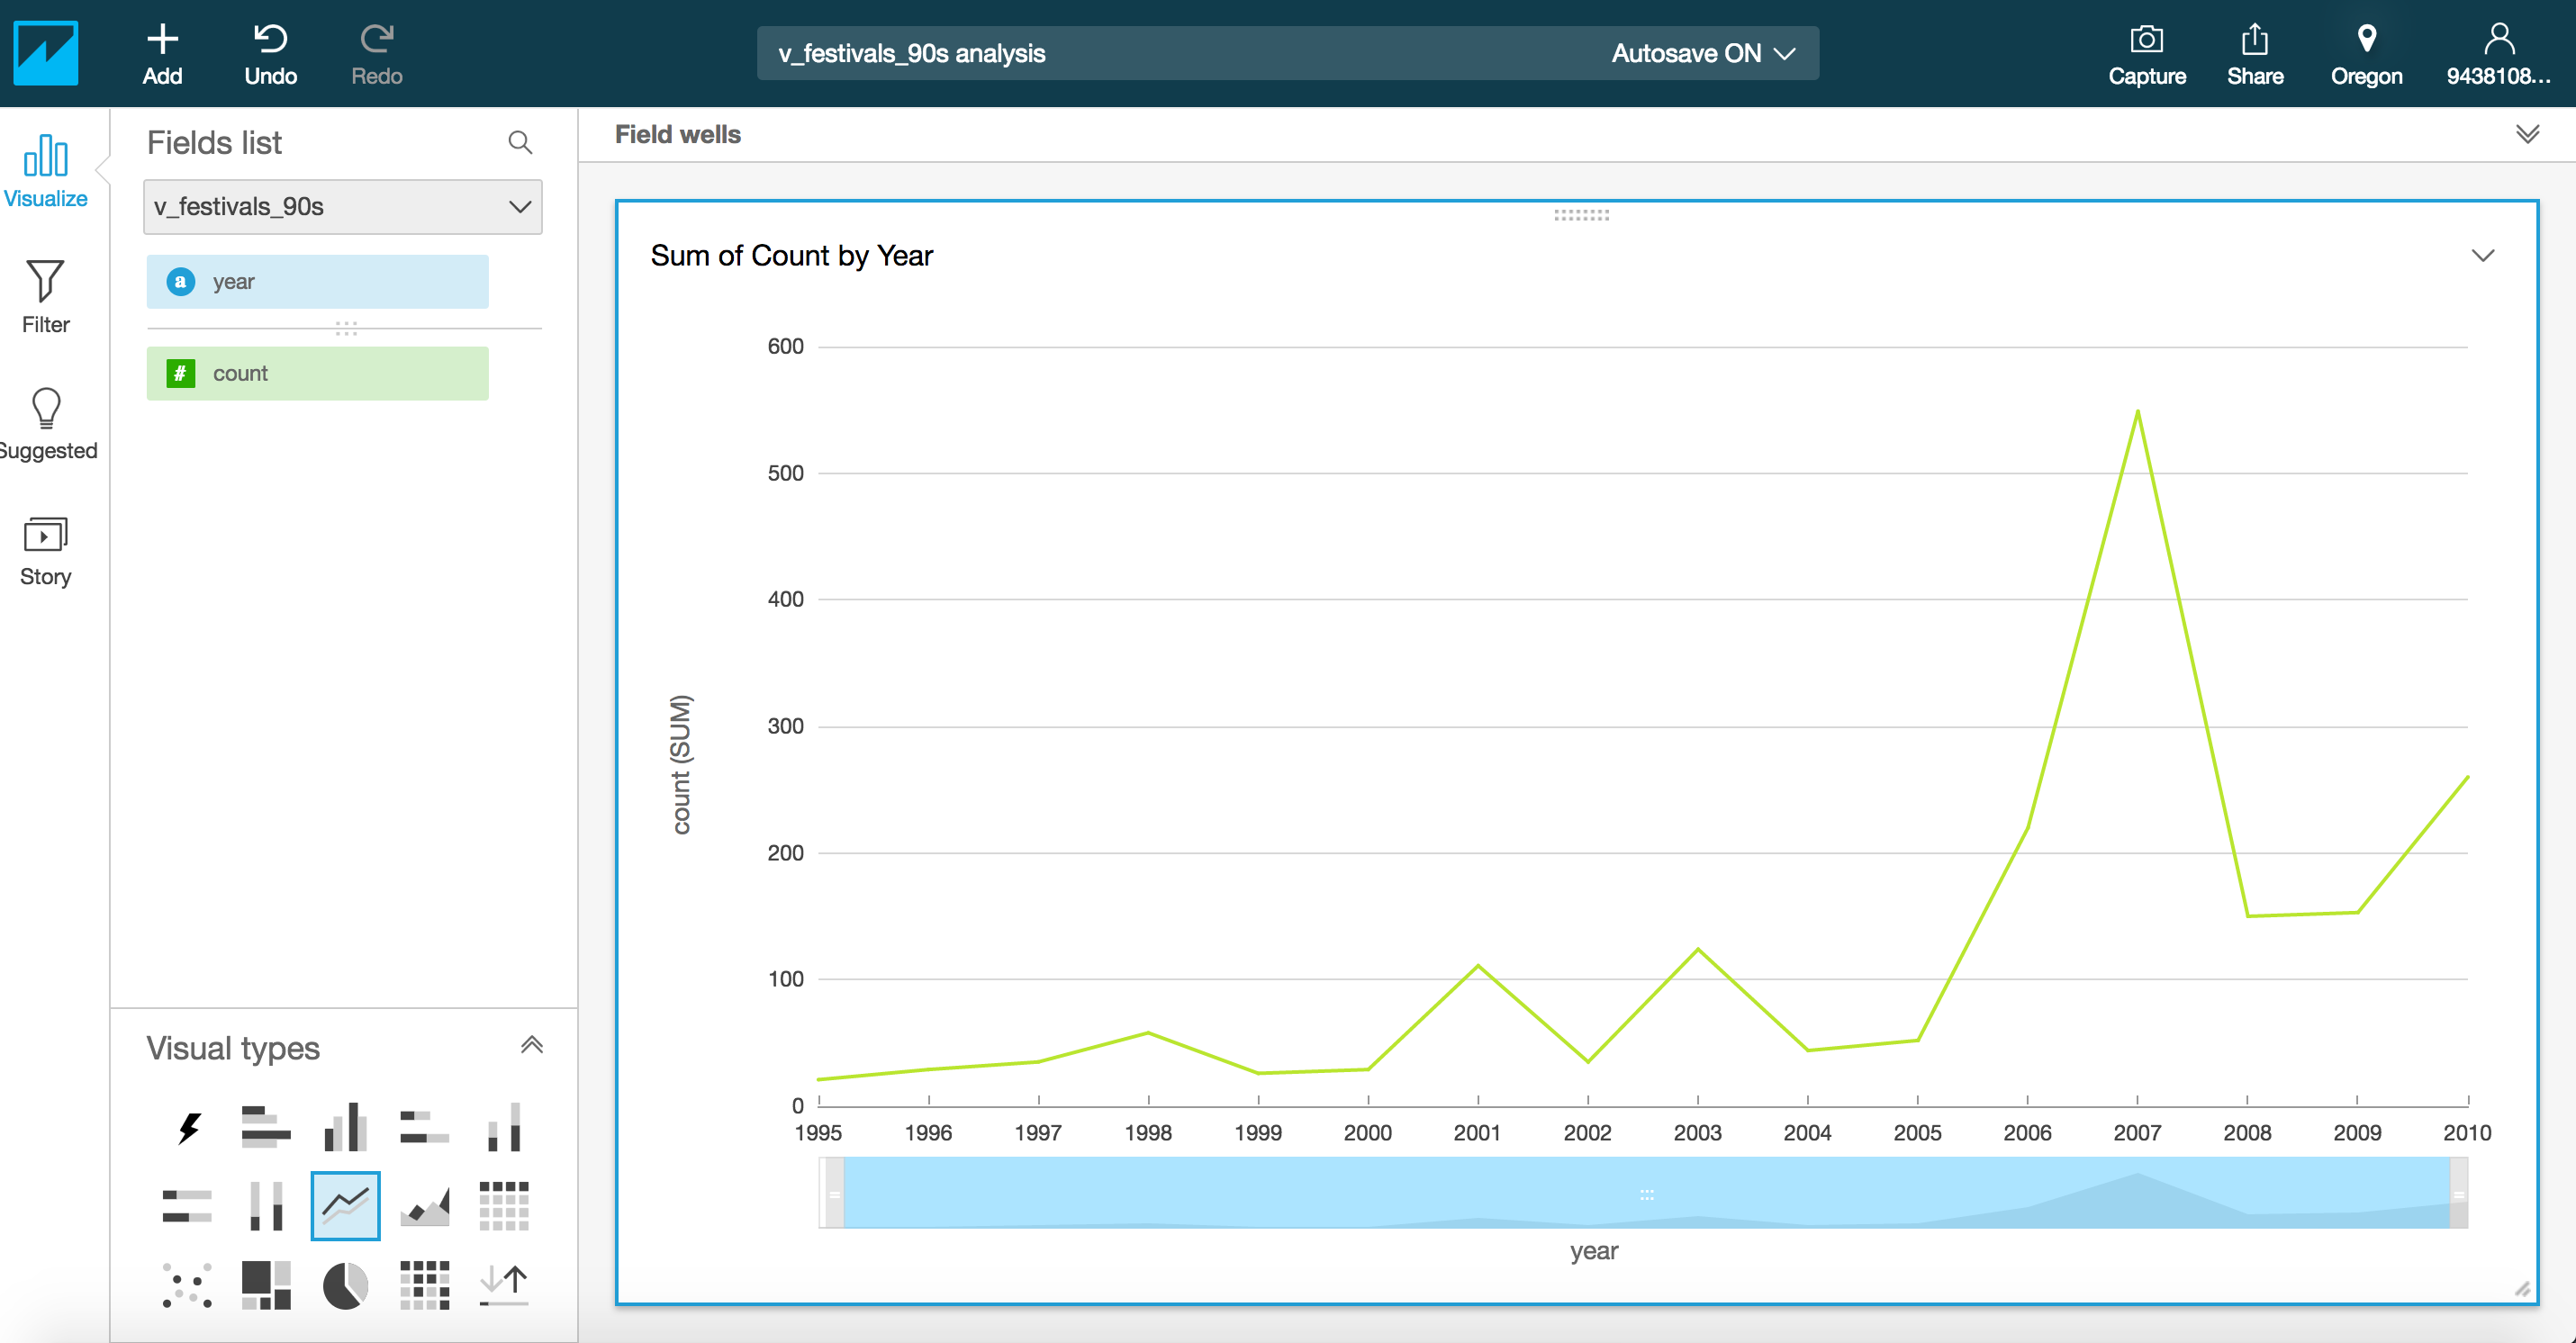 Add
Undo
Redo
v_festivals_90s analysis
Autosave ON
Capture
Share
Oregon
9438108...
Visualize
Filter
Suggested
Story
Fields list
v_festivals_90s
a year
# count
Visual types
Field wells
Sum of Count by Year
600
500
400
300
200
100
0
count (SUM)
1995 1996 1997 1998 1999 2000 2001 2002 2003 2004 2005 2006 2007 2008 2009 2010
year